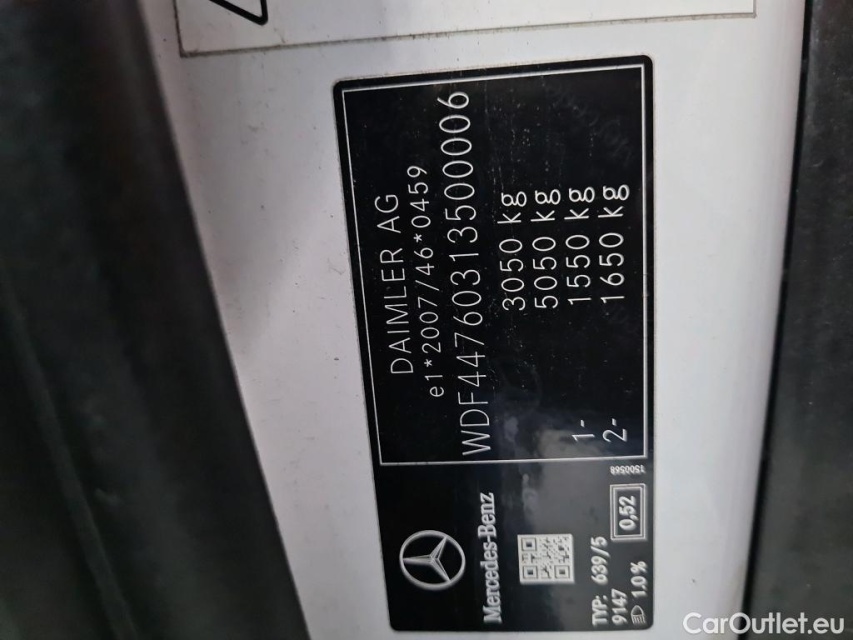 DAIMLER AG
e1*2007/46*0459
WDF44760313500006
3050 kg
5050 kg
1- 1550 kg
2- 1650 kg
Mercedes-Benz
TYP: 639/5
9147
1.0%
0,52
1500568
CarOutlet.eu